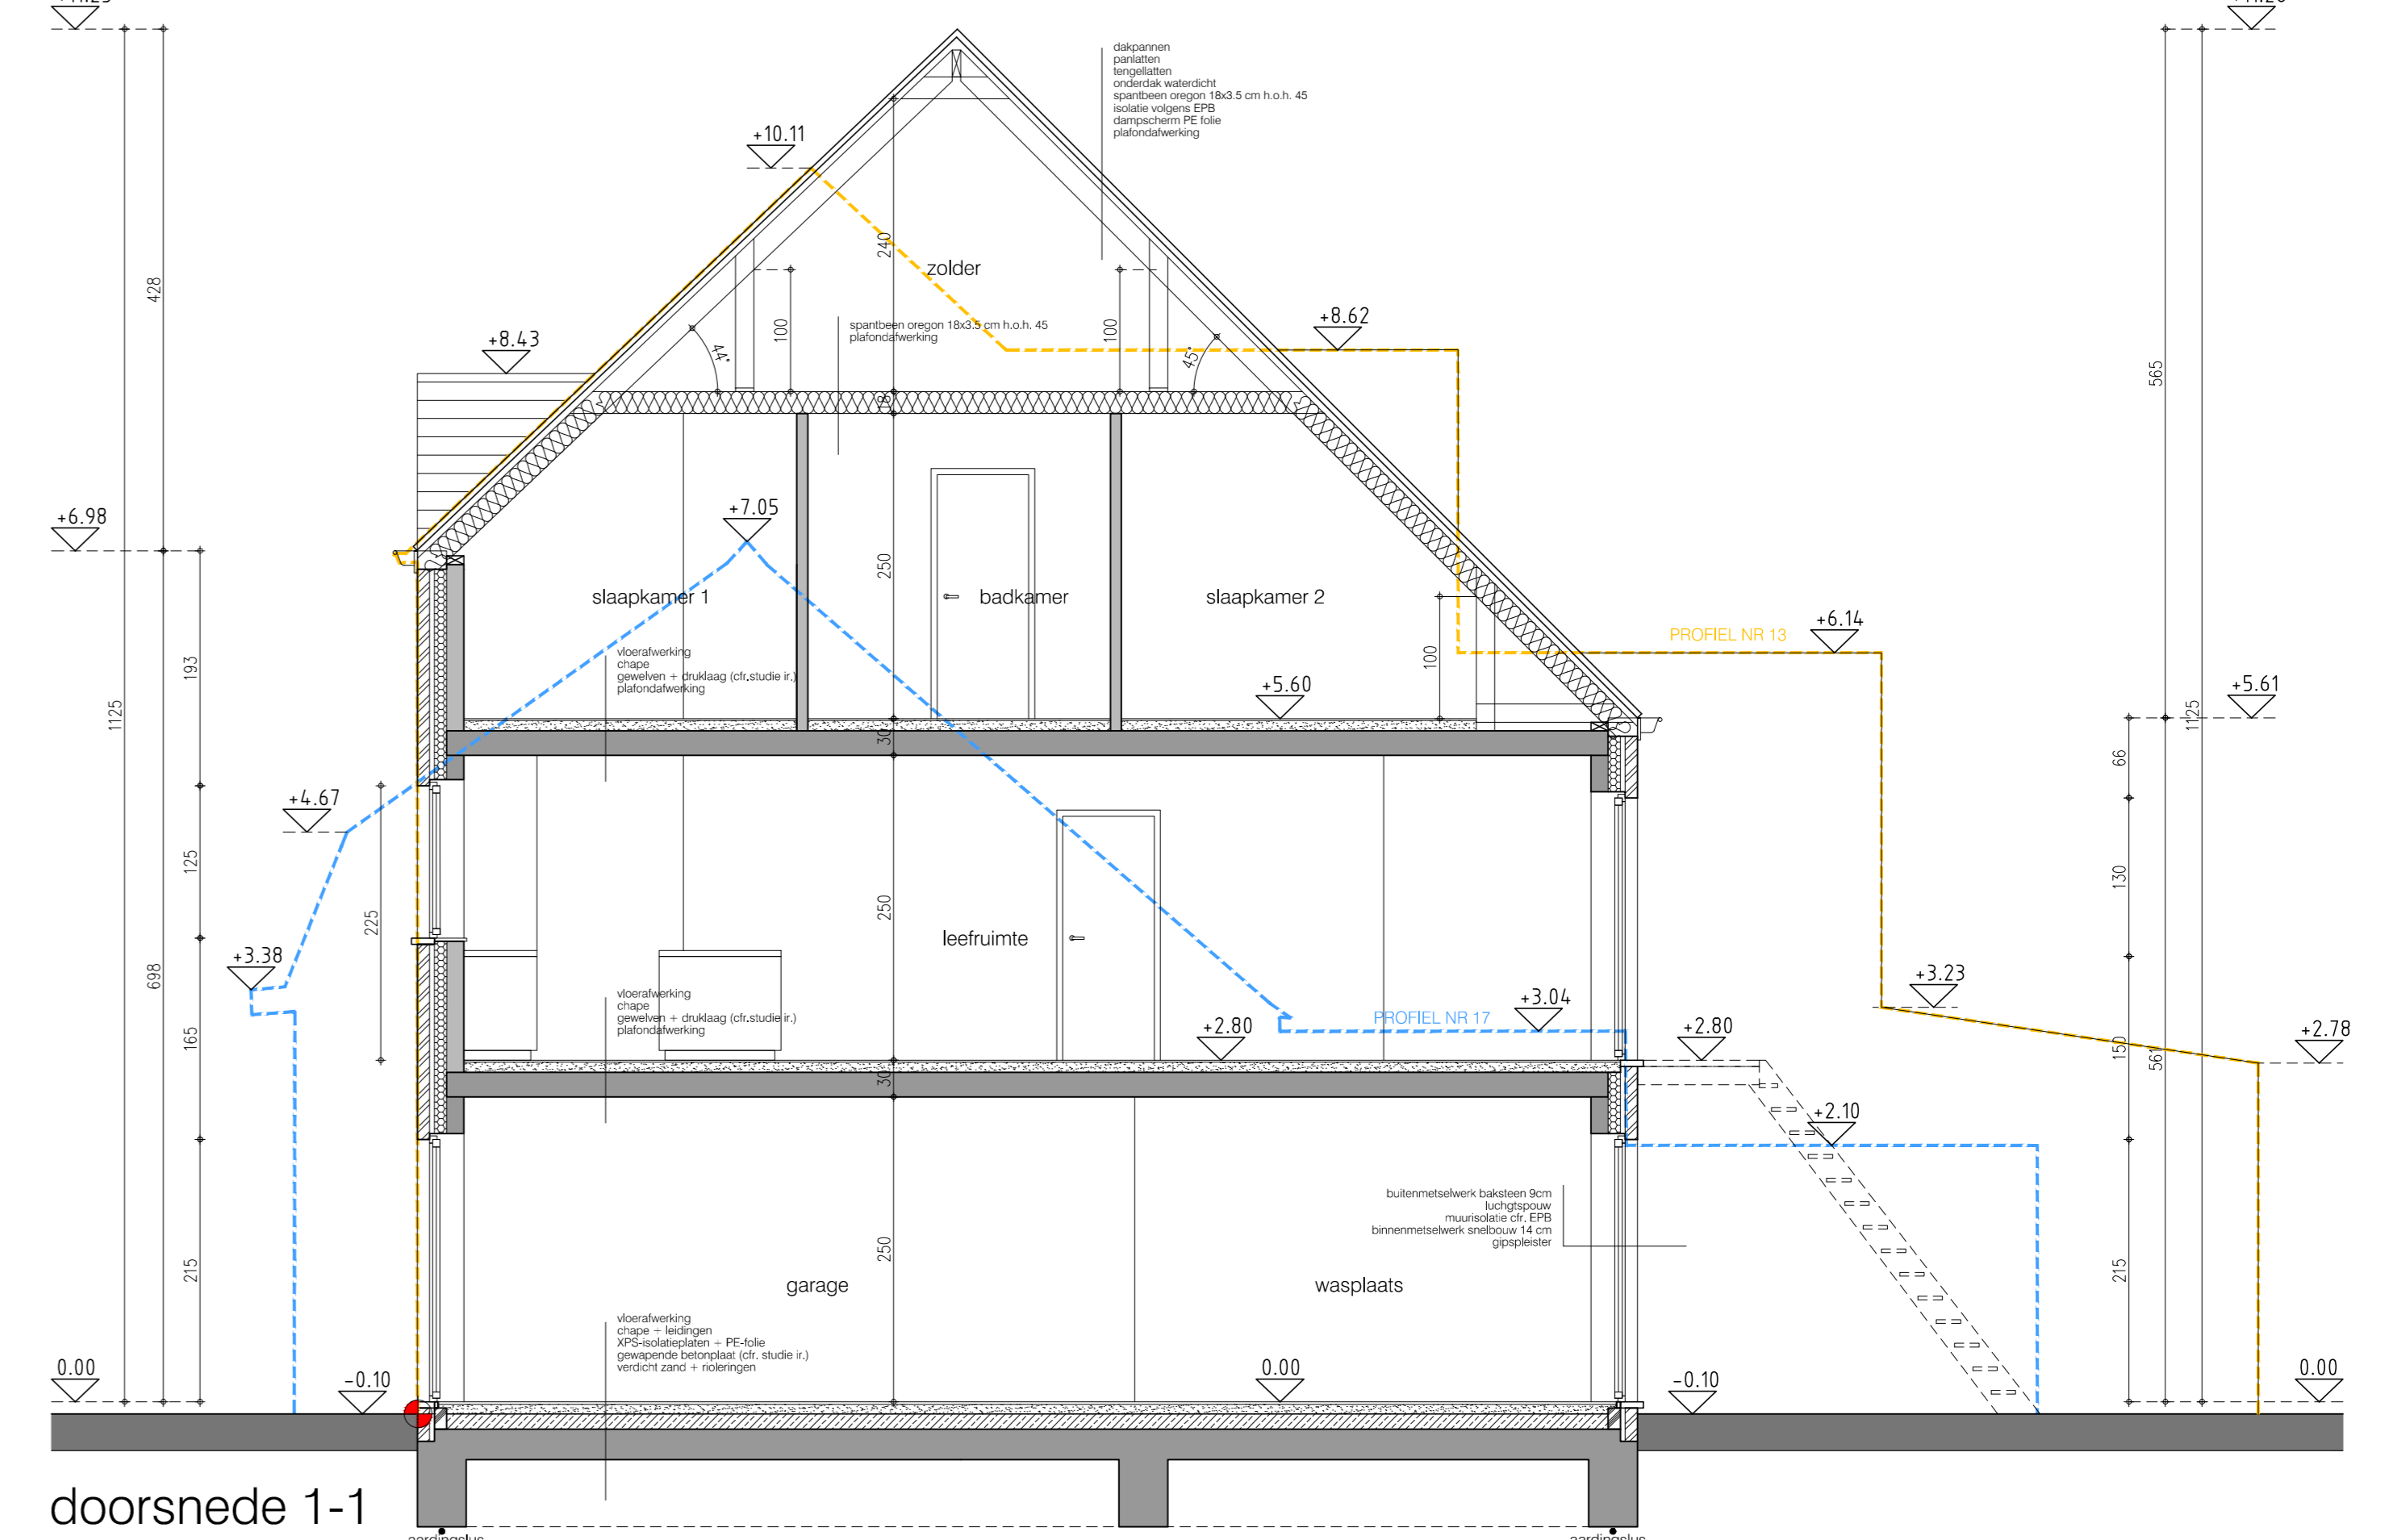 dakpannen
panlatten
tengellatten
onderdak waterdicht
spantbeen oregon 18x3.5 cm h.o.h. 45
isolatie volgens EPB
dampscherm PE folie
plafondafwerking
+10.11
428
240
zolder
100
spantbeen oregon 18x3.5 cm h.o.h. 45
plafondafwerking
100
+8.62
+8.43
44°
45°
565
18
+6.98
+7.05
250
slaapkamer 1
badkamer
slaapkamer 2
PROFIEL NR 13
+6.14
193
vloerafwerking
chape
gewelven + druklaag (cfr.studie ir.)
plafondafwerking
100
+5.60
+5.61
1125
1125
30
66
+4.67
125
130
225
250
leefruimte
+3.38
698
vloerafwerking
chape
gewelven + druklaag (cfr.studie ir.)
plafondafwerking
165
PROFIEL NR 17
+3.04
+3.23
+2.80
+2.80
+2.78
150
561
30
+2.10
buitenmetselwerk baksteen 9cm
luchgtspouw
muurisolatie cfr. EPB
binnenmetselwerk snelbouw 14 cm
gipspleister
215
250
215
garage
wasplaats
vloerafwerking
chape + leidingen
XPS-isolatieplaten + PE-folie
gewapende betonplaat (cfr. studie ir.)
verdicht zand + rioleringen
0.00
-0.10
0.00
-0.10
0.00
doorsnede 1-1
aardingslus
aardingslus